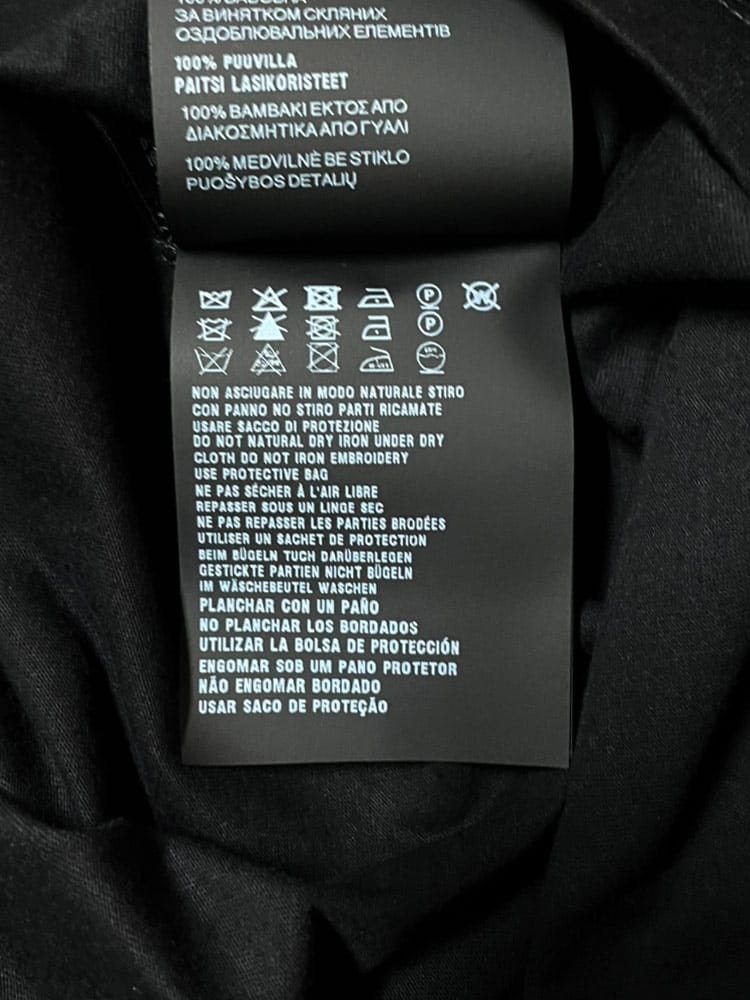 ЗА ВИНЯТКОМ СКЛЯНИХ
ОЗДОБЛЮВАЛЬНИХ ЕЛЕМЕНТІВ
100% PUUVILLA
PAITSI LASIKORISTEET
100% ΒΑΜΒΑΚΙ ΕΚΤΟΣ ΑΠΟ
ΔΙΑΚΟΣΜΗΤΙΚΑ ΑΠΟ ΓΥΑΛΙ
100% MEDVILNĖ BE STIKLO
PUOŠYBOS DETALIŲ
P
W
P
NON ASCIUGARE IN MODO NATURALE STIRO
CON PANNO NO STIRO PARTI RICAMATE
USARE SACCO DI PROTEZIONE
DO NOT NATURAL DRY IRON UNDER DRY
CLOTH DO NOT IRON EMBROIDERY
USE PROTECTIVE BAG
NE PAS SÉCHER À L'AIR LIBRE
REPASSER SOUS UN LINGE SEC
NE PAS REPASSER LES PARTIES BRODÉES
UTILISER UN SACHET DE PROTECTION
BEIM BÜGELN TUCH DARÜBERLEGEN
GESTICKTE PARTIEN NICHT BÜGELN
IM WÄSCHEBEUTEL WASCHEN
PLANCHAR CON UN PAÑO
NO PLANCHAR LOS BORDADOS
UTILIZAR LA BOLSA DE PROTECCIÓN
ENGOMAR SOB UM PANO PROTETOR
NÃO ENGOMAR BORDADO
USAR SACO DE PROTEÇÃO